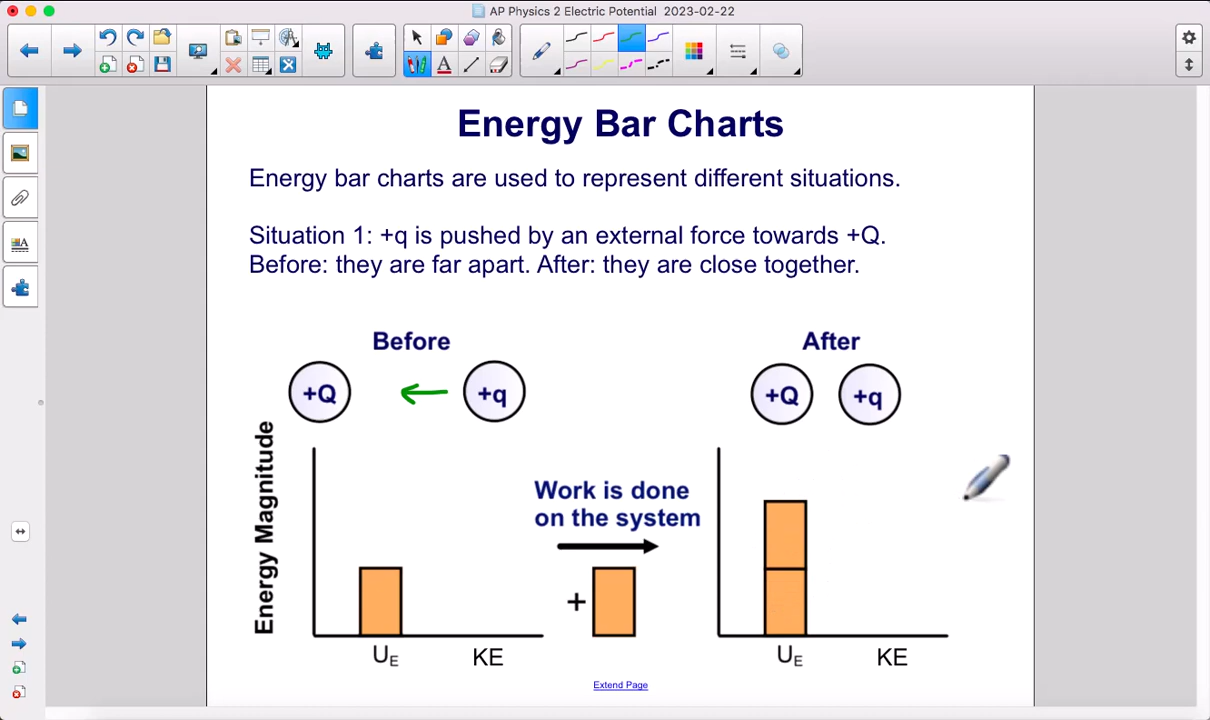 AP Physics 2 Electric Potential  2023-02-22
Energy Bar Charts
Energy bar charts are used to represent different situations.
Situation 1: +q is pushed by an external force towards +Q.
Before: they are far apart. After: they are close together.
Before
After
+Q
+q
+Q
+q
Energy Magnitude
Work is done
on the system
+
UE
KE
UE
KE
Extend Page